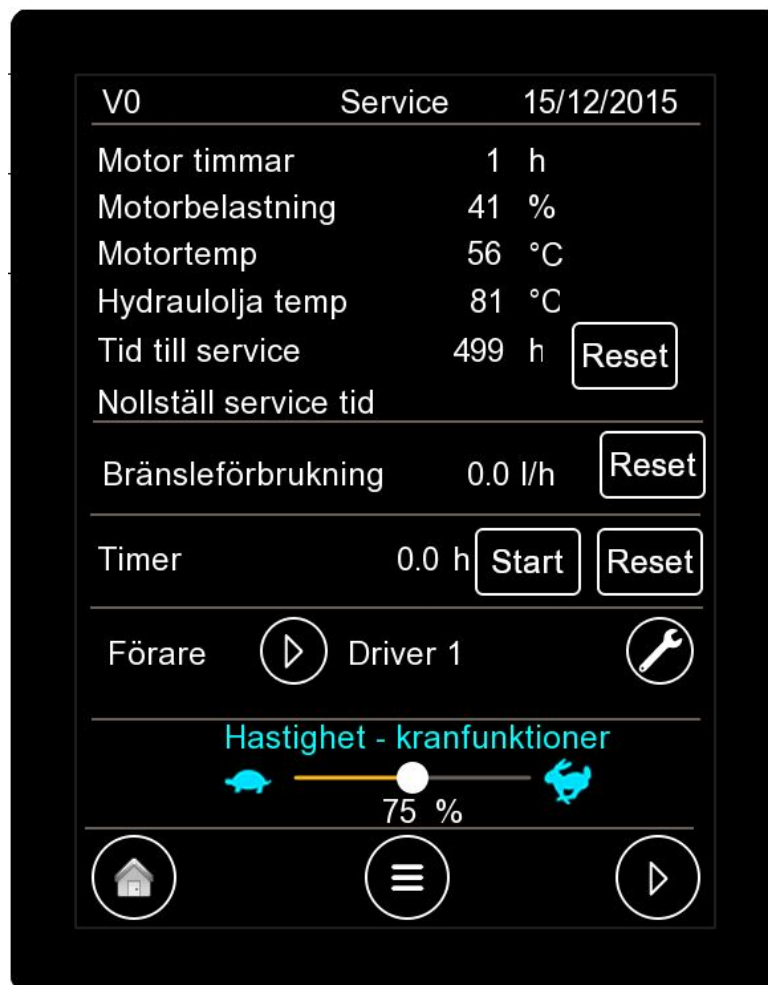 V0 Service 15/12/2015
Motor timmar 1 h
Motorbelastning 41 %
Motortemp 56 °C
Hydraulolja temp 81 °C
Tid till service 499 h Reset
Nollställ service tid
Bränsleförbrukning 0.0 l/h Reset
Timer 0.0 h Start Reset
Förare Driver 1
Hastighet - kranfunktioner
75 %